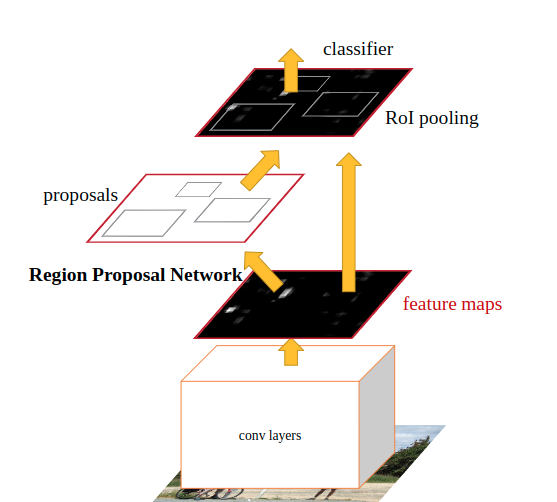 classifier
RoI pooling
proposals
Region Proposal Network
feature maps
conv layers